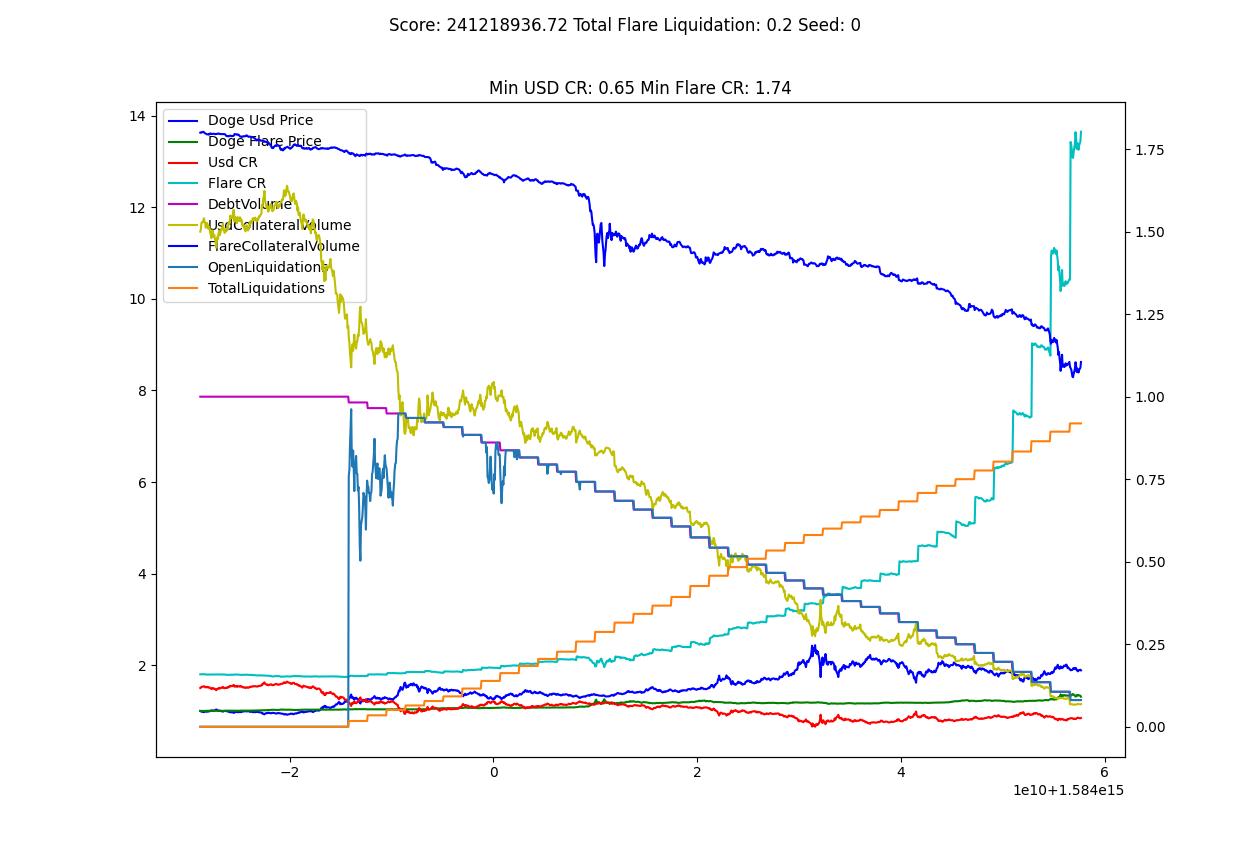 Score: 241218936.72 Total Flare Liquidation: 0.2 Seed: 0
Min USD CR: 0.65 Min Flare CR: 1.74
Doge Usd Price
Doge Flare Price
Usd CR
Flare CR
DebtVolume
UsdCollateralVolume
FlareCollateralVolume
OpenLiquidations
TotalLiquidations
14
12
10
8
6
4
2
1.75
1.50
1.25
1.00
0.75
0.50
0.25
0.00
−2
0
2
4
6
1e10+1.584e15